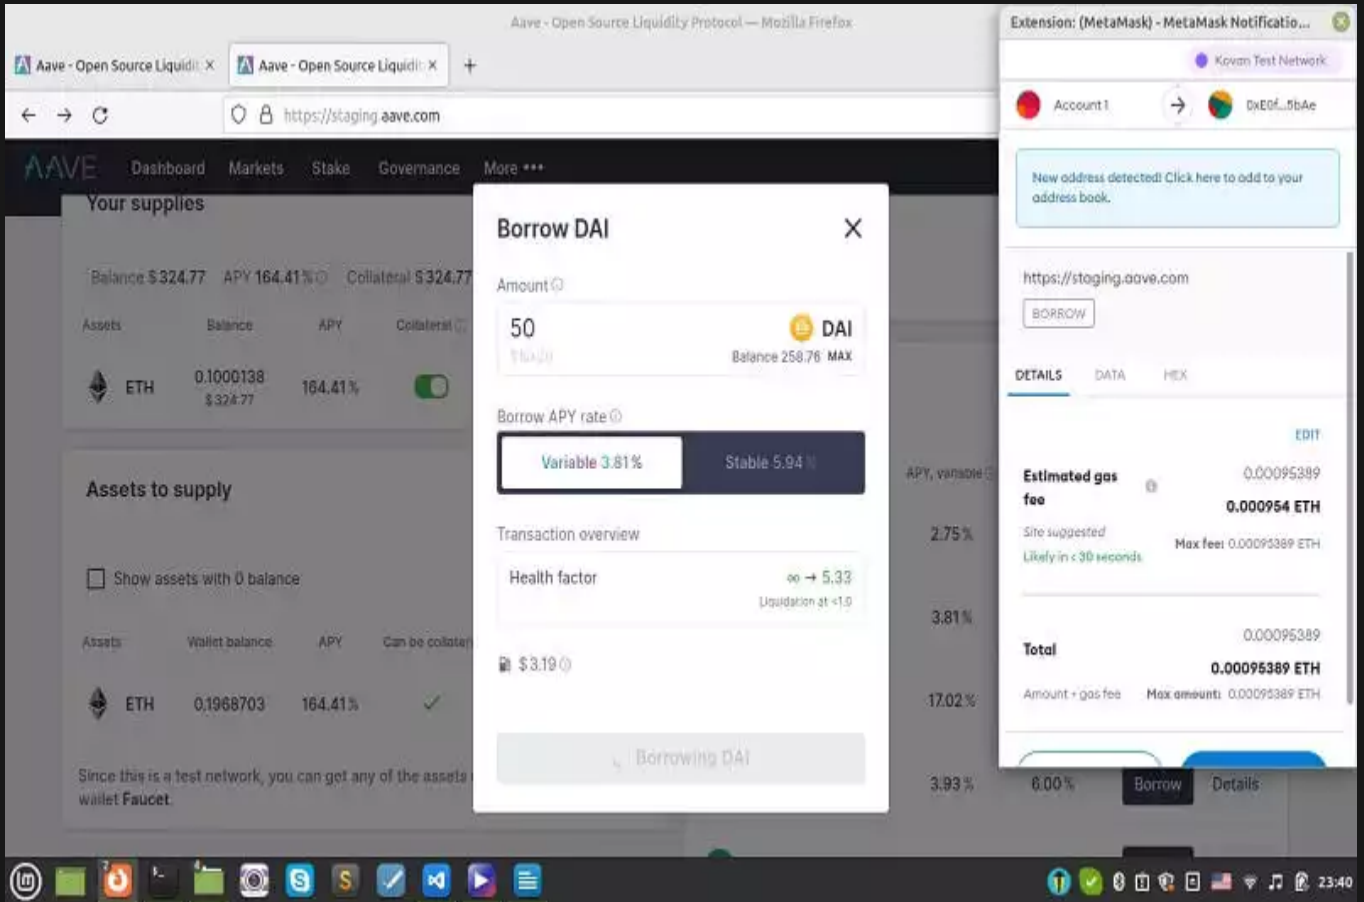 Aave - Open Source Liquidity Protocol — Mozilla Firefox
Aave - Open Source Liquidi
Aave - Open Source Liquidi
https://staging.aave.com
AAVE Dashboard Markets Stake Governance More •••
Your supplies
Balance $ 324.77 APY 164.41% Collateral $ 324.77
Assets Balance APY Collateral
ETH 0.1000138 164.41%
$ 324.77
Assets to supply
Show assets with 0 balance
Assets Wallet balance APY Can be collater
ETH 0.1968703 164.41%
Since this is a test network, you can get any of the assets
wallet Faucet.
Borrow DAI
Amount
50 DAI
Balance 258.76 MAX
Borrow APY rate
Variable 3.81% Stable 5.94
Transaction overview
Health factor ∞ → 5.33
Liquidation at <1.0
$ 3.19
Borrowing DAI
APY, variable
2.75%
3.81%
17.02%
3.93% 6.00% Borrow Details
Extension: (MetaMask) - MetaMask Notificatio...
Kovan Test Network
Account 1 0xE0f...5bAe
New address detected! Click here to add to your
address book.
https://staging.aave.com
BORROW
DETAILS DATA HEX
EDIT
Estimated gas
fee
0.00095389
0.000954 ETH
Site suggested
Likely in < 30 seconds
Max fee: 0.00095389 ETH
0.00095389
Total 0.00095389 ETH
Amount + gas fee Max amount: 0.00095389 ETH
23:40